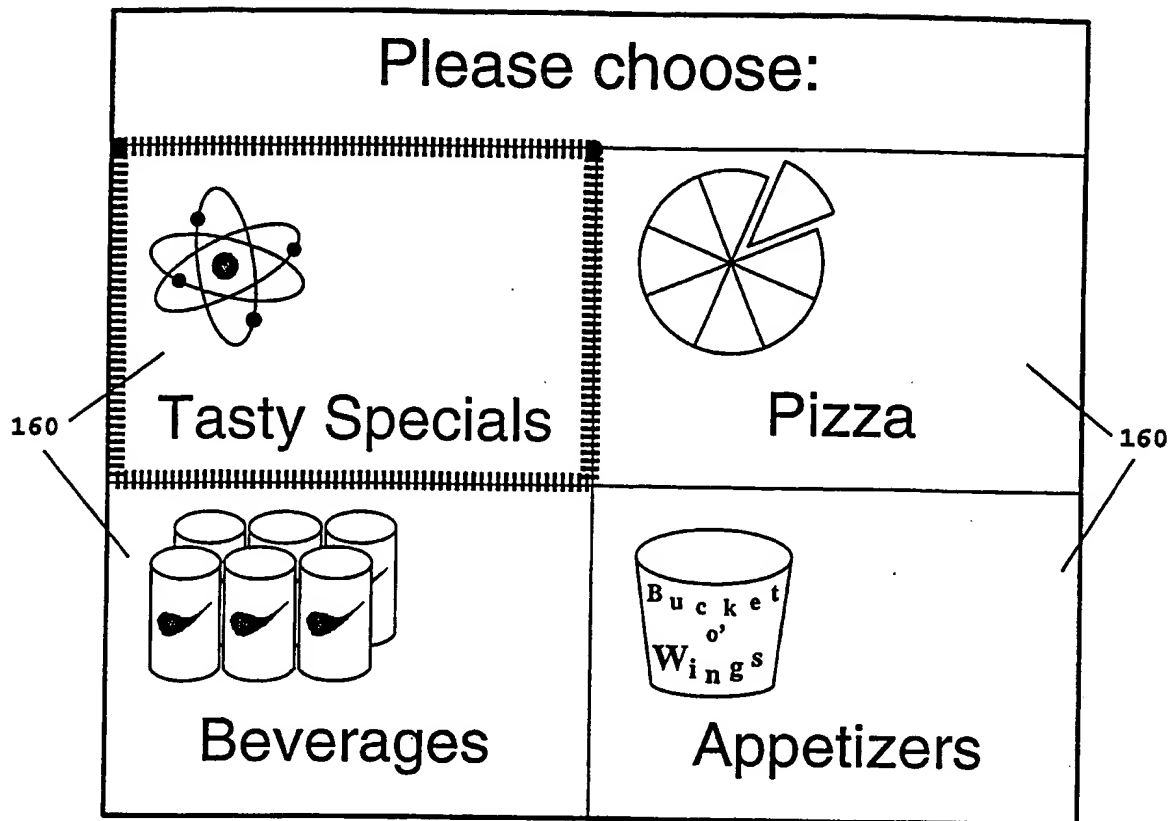 Please choose:
Tasty Specials
Pizza
160
160
Beverages
Bucket
o'
Wings
Appetizers